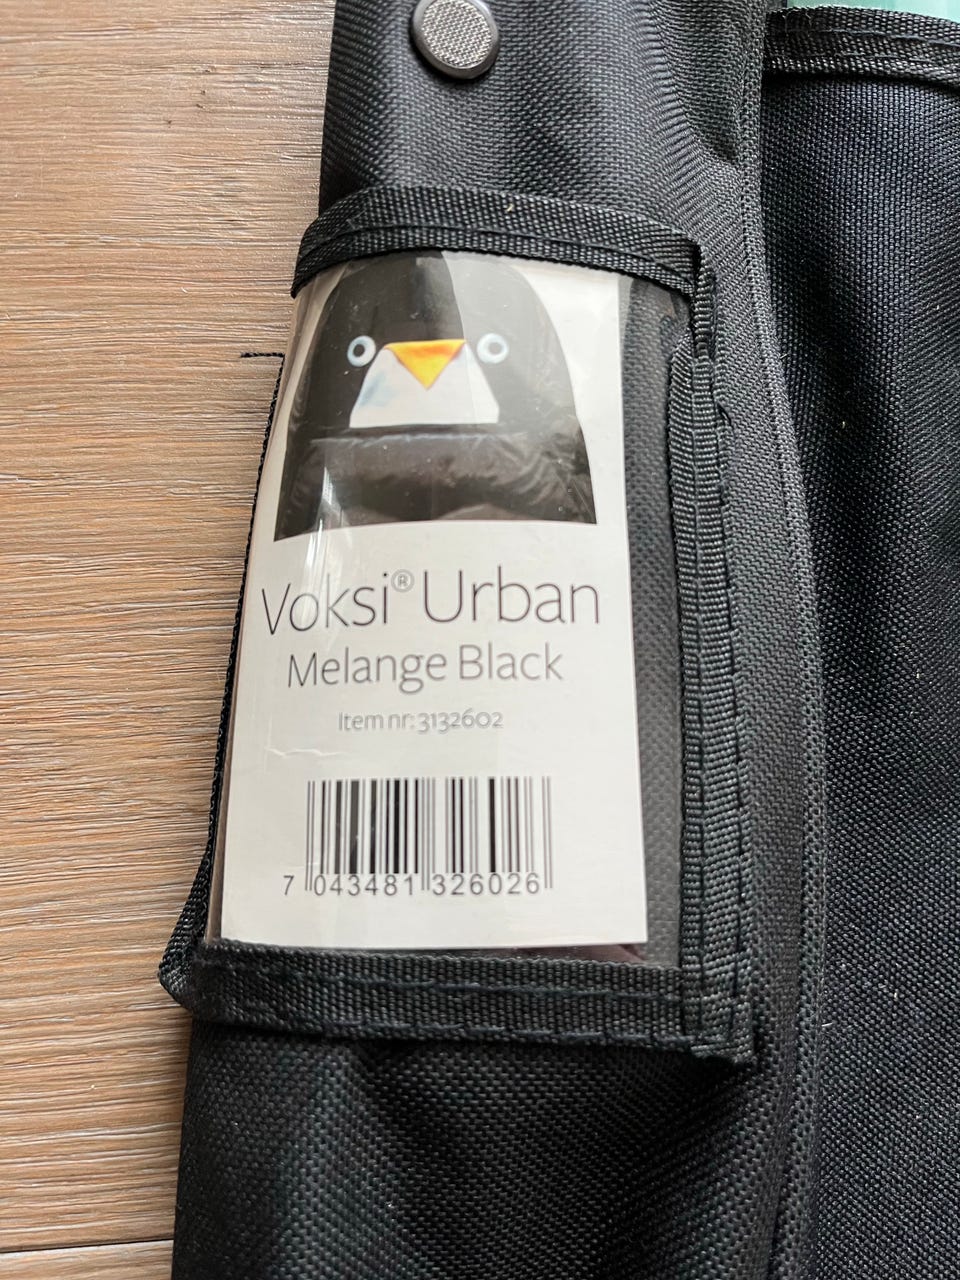 Voksi® Urban
Melange Black
Item nr: 3132602
7 043481 326026